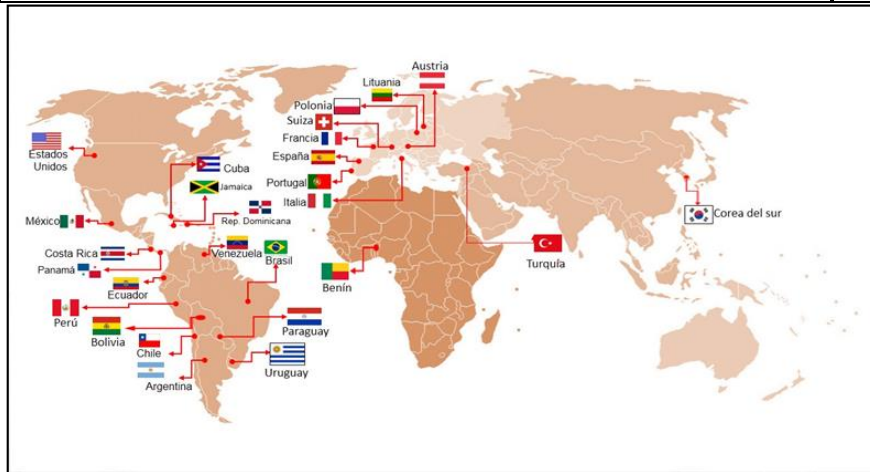 Austria
Lituania
Polonia
Suiza
Francia
España
Portugal
Italia
Estados
Unidos
Cuba
Jamaica
Rep. Dominicana
México
Costa Rica
Panamá
Venezuela
Brasil
Ecuador
Perú
Bolivia
Chile
Argentina
Paraguay
Uruguay
Benín
Turquía
Corea del sur